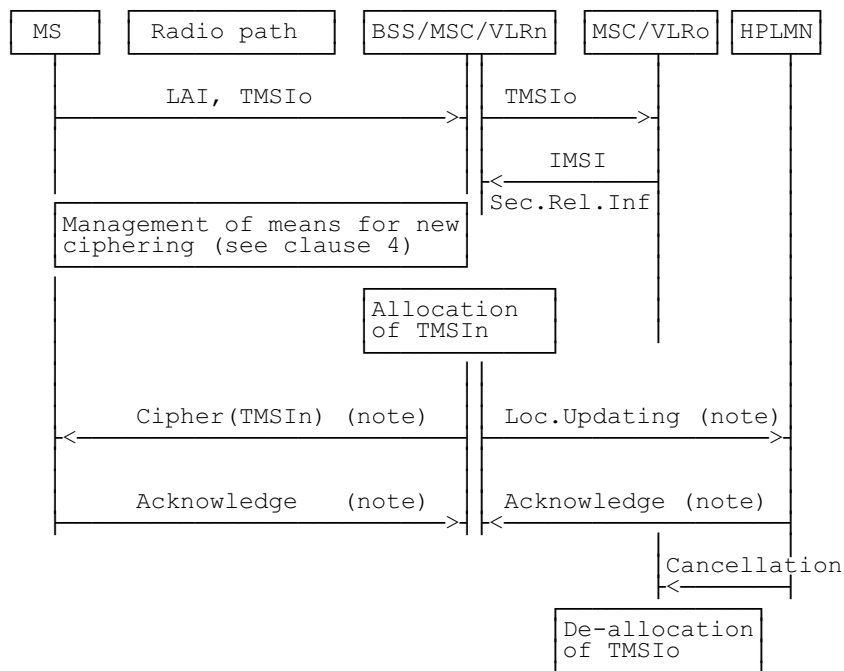 MS Radio path BSS/MSC/VLRn MSC/VLRo HPLMN
LAI, TMSIo TMSIo
IMSI
Sec.Rel.Inf
Management of means for new
ciphering (see clause 4)
Allocation
of TMSIn
Cipher(TMSIn) (note) Loc.Updating (note)
Acknowledge (note) Acknowledge (note)
Cancellation
De-allocation
of TMSIo